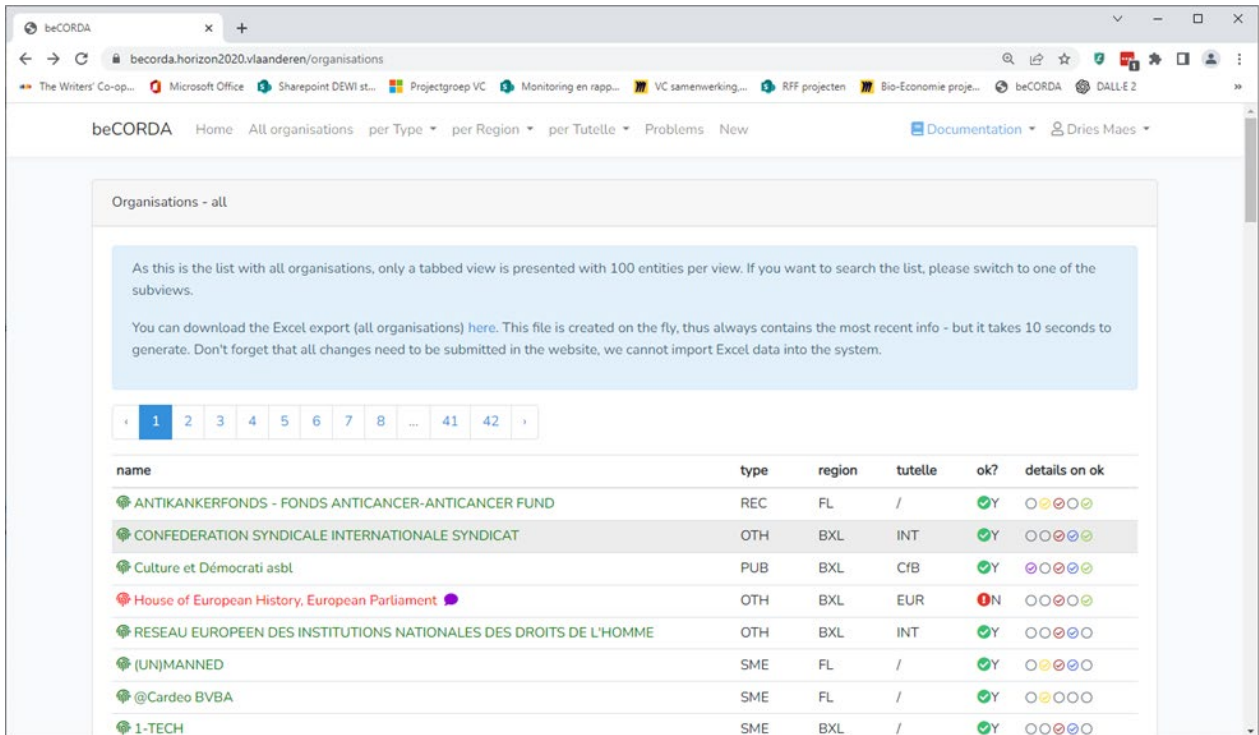 beCORDA
becorda.horizon2020.vlaanderen/organisations
The Writers' Co-op... Microsoft Office Sharepoint DEWI st... Projectgroep VC Monitoring en rapp... VC samenwerking,... RFF projecten Bio-Economie proje... beCORDA DALL·E 2 »
beCORDA Home All organisations per Type per Region per Tutelle Problems New Documentation Dries Maes
Organisations - all
As this is the list with all organisations, only a tabbed view is presented with 100 entities per view. If you want to search the list, please switch to one of the
subviews.
You can download the Excel export (all organisations) here. This file is created on the fly, thus always contains the most recent info - but it takes 10 seconds to
generate. Don't forget that all changes need to be submitted in the website, we cannot import Excel data into the system.
‹ 1 2 3 4 5 6 7 8 ... 41 42 ›
name type region tutelle ok? details on ok
ANTIKANKERFONDS - FONDS ANTICANCER-ANTICANCER FUND REC FL / Y
CONFEDERATION SYNDICALE INTERNATIONALE SYNDICAT OTH BXL INT Y
Culture et Démocrati asbl PUB BXL CfB Y
House of European History, European Parliament OTH BXL EUR N
RESEAU EUROPEEN DES INSTITUTIONS NATIONALES DES DROITS DE L'HOMME OTH BXL INT Y
(UN)MANNED SME FL / Y
@Cardeo BVBA SME FL / Y
1-TECH SME BXL / Y